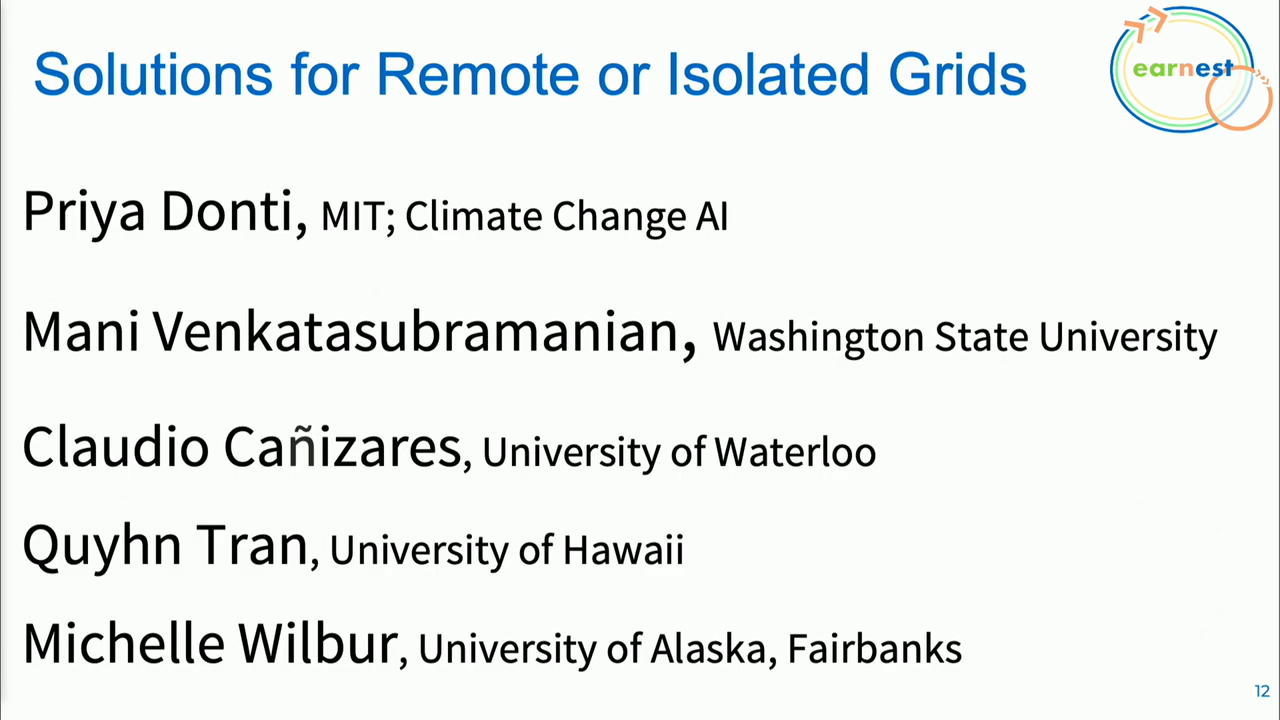 Solutions for Remote or Isolated Grids
earnest
Priya Donti, MIT; Climate Change AI
Mani Venkatasubramanian, Washington State University
Claudio Cañizares, University of Waterloo
Quyhn Tran, University of Hawaii
Michelle Wilbur, University of Alaska, Fairbanks
12